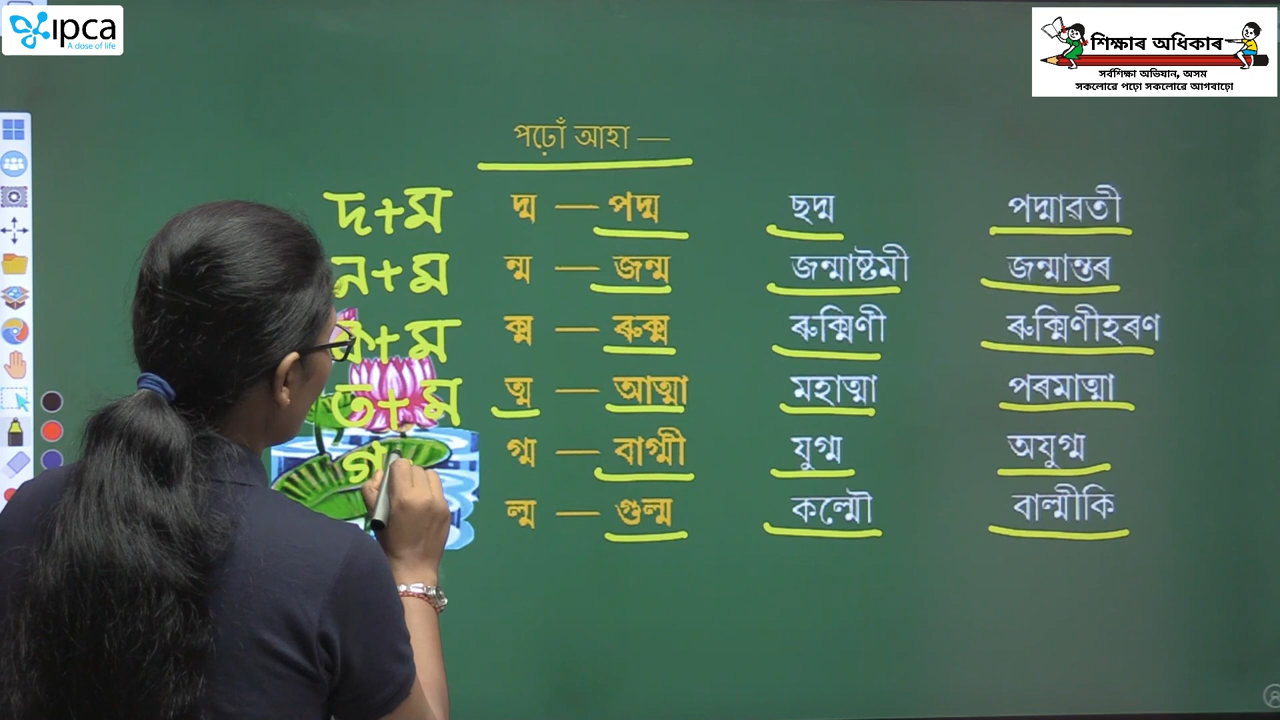 ipca
A dose of life
শিক্ষাৰ অধিকাৰ
সৰ্বশিক্ষা অভিযান, অসম
সকলোৱে পঢ়ো সকলোৱে আগবাঢ়ো
পঢ়োঁ আহা —
দ+ম দ্ম — পদ্ম ছদ্ম পদ্মাৱতী
ন+ম ন্ম — জন্ম জন্মাষ্টমী জন্মান্তৰ
ক+ম ক্ম — ৰুক্ম ৰুক্মিণী ৰুক্মিণীহৰণ
ত+ম ত্ম — আত্মা মহাত্মা পৰমাত্মা
গ গ্ম — বাগ্মী যুগ্ম অযুগ্ম
ল্ম — গুল্ম কল্মৌ বাল্মীকি